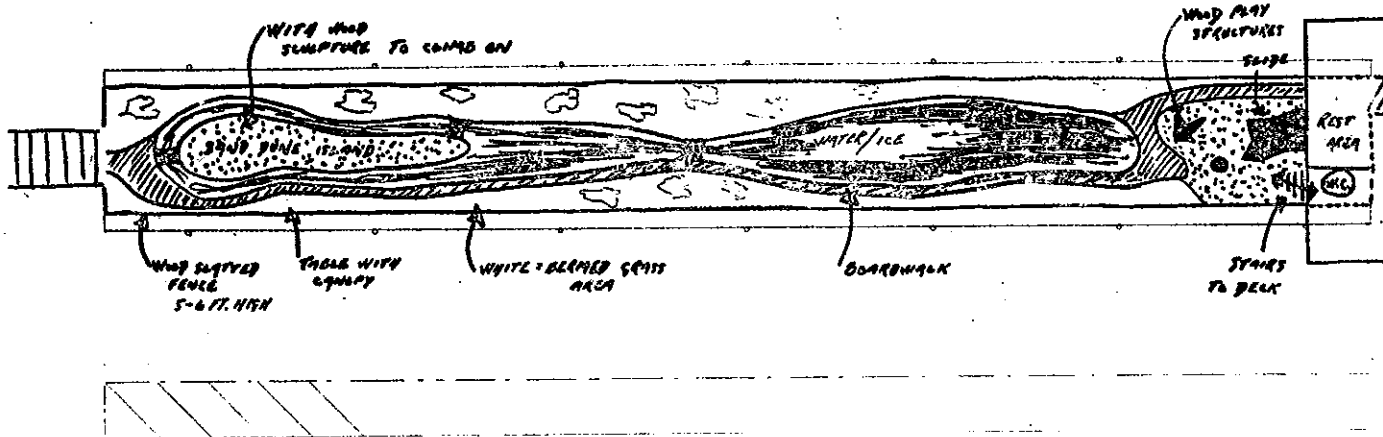 WITH WOOD
SCULPTURE TO CLIMB ON
WOOD PLAY
STRUCTURES
SLIDE
SAND DUNE ISLAND
WATER/ICE
REST
AREA
WOOD SLATTED
FENCE
5-6 FT. HIGH
TABLE WITH
CANOPY
WHITE = BERMED GRASS
AREA
BOARDWALK
STAIRS
TO DECK